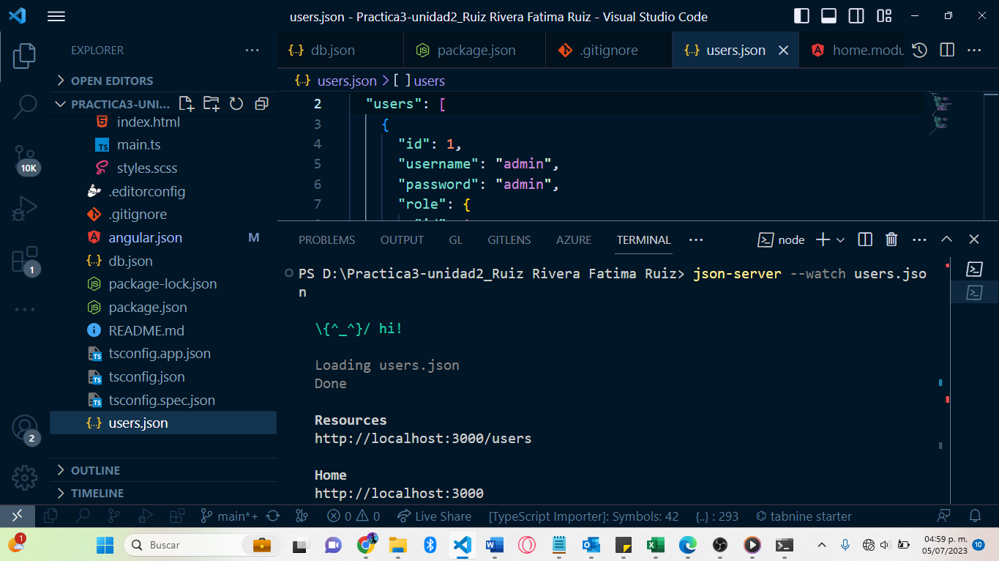 users.json - Practica3-unidad2_Ruiz Rivera Fatima Ruiz - Visual Studio Code
EXPLORER
OPEN EDITORS
PRACTICA3-UNI...
index.html
main.ts
styles.scss
.editorconfig
.gitignore
angular.json M
db.json
package-lock.json
package.json
README.md
tsconfig.app.json
tsconfig.json
tsconfig.spec.json
users.json
OUTLINE
TIMELINE
10K
1
2
{..} db.json package.json .gitignore {..} users.json home.modu
{..} users.json > [ ] users
2 "users": [
3 {
4 "id": 1,
5 "username": "admin",
6 "password": "admin",
7 "role": {
PROBLEMS OUTPUT GL GITLENS AZURE TERMINAL ... node
PS D:\Practica3-unidad2_Ruiz Rivera Fatima Ruiz> json-server --watch users.jso
n
\{^_^}/ hi!
Loading users.json
Done
Resources
http://localhost:3000/users
Home
http://localhost:3000
main*+ 0 0 Live Share [TypeScript Importer]: Symbols: 42 {..} : 293 tabnine starter
1 Buscar 04:59 p. m. 10
05/07/2023